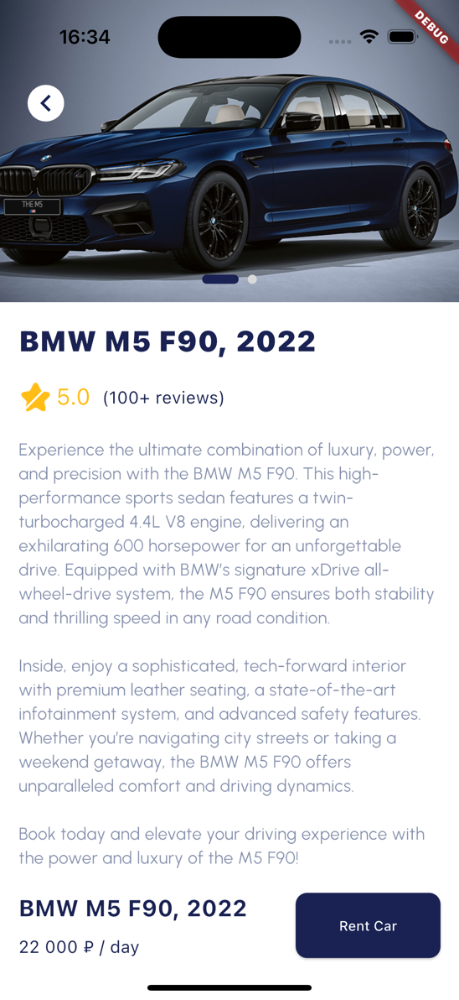 16:34
DEBUG
THE M5
BMW M5 F90, 2022
5.0 (100+ reviews)
Experience the ultimate combination of luxury, power,
and precision with the BMW M5 F90. This high-
performance sports sedan features a twin-
turbocharged 4.4L V8 engine, delivering an
exhilarating 600 horsepower for an unforgettable
drive. Equipped with BMW's signature xDrive all-
wheel-drive system, the M5 F90 ensures both stability
and thrilling speed in any road condition.
Inside, enjoy a sophisticated, tech-forward interior
with premium leather seating, a state-of-the-art
infotainment system, and advanced safety features.
Whether you're navigating city streets or taking a
weekend getaway, the BMW M5 F90 offers
unparalleled comfort and driving dynamics.
Book today and elevate your driving experience with
the power and luxury of the M5 F90!
BMW M5 F90, 2022
22 000 ₽ / day
Rent Car